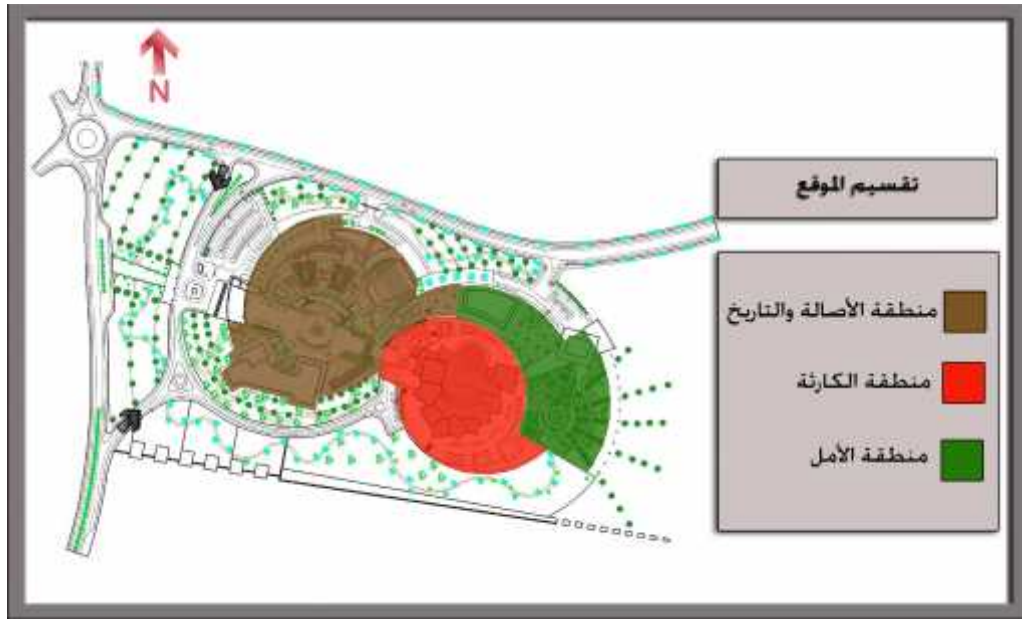 N
تقسيم الموقع
منطقة الأصالة والتاريخ
منطقة الكارثة
منطقة الأمل